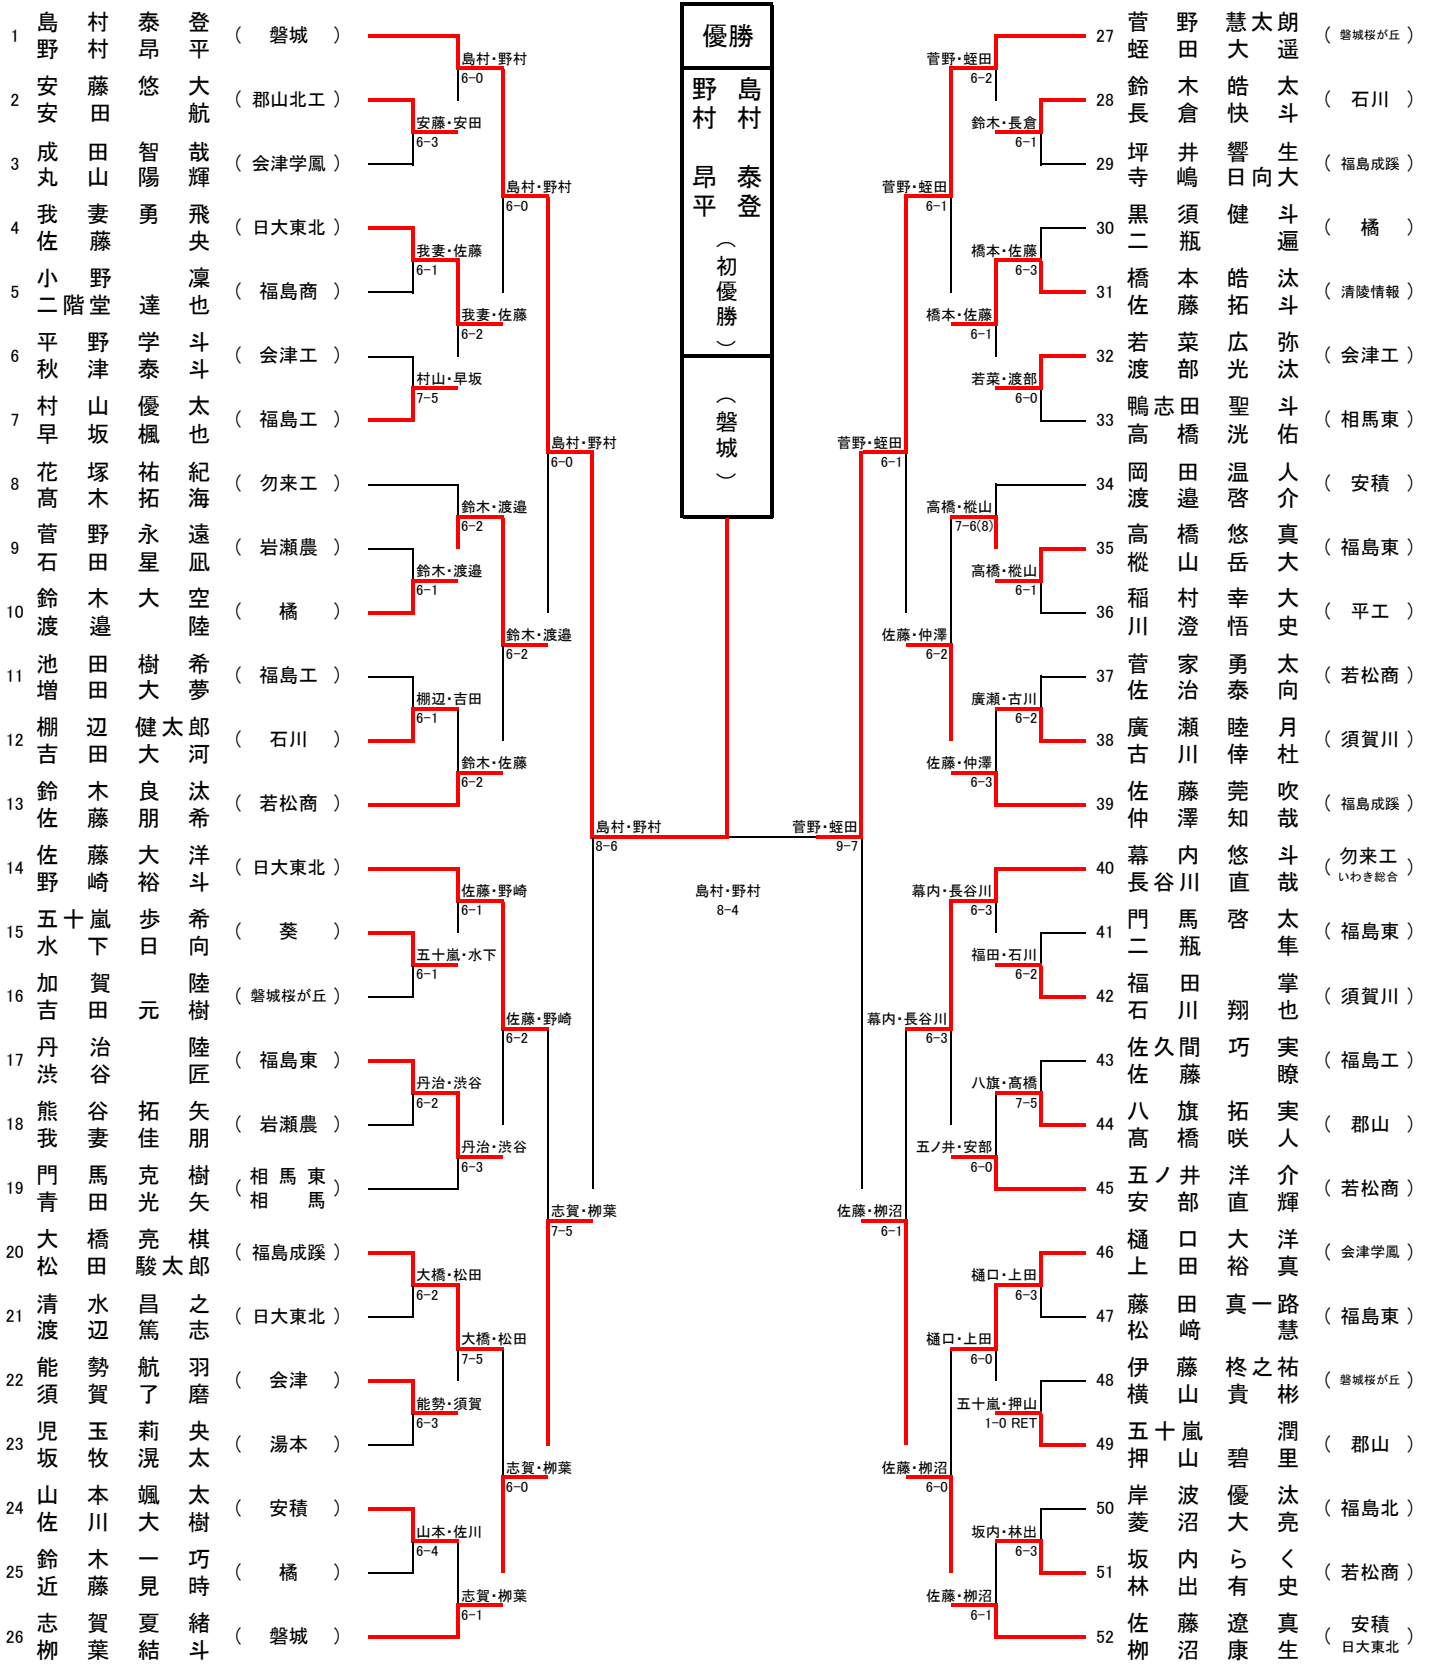 優勝
島村 泰登
野村 昂平
（初優勝）
（磐城）
1 島村泰登 野村昂平 （ 磐城 ）
2 安藤悠大 安田航 （ 郡山北工 ）
3 成田智哉 丸山陽輝 （ 会津学鳳 ）
4 我妻勇飛 佐藤央 （ 日大東北 ）
5 小野凜 二階堂達也 （ 福島商 ）
6 平野学斗 秋津泰斗 （ 会津工 ）
7 村山優太 早坂楓也 （ 福島工 ）
8 花塚祐紀 髙木拓海 （ 勿来工 ）
9 菅野永遠 石田星凪 （ 岩瀬農 ）
10 鈴木大空 渡邉陸 （ 橘 ）
11 池田樹希 増田大夢 （ 福島工 ）
12 棚辺健太郎 吉田大河 （ 石川 ）
13 鈴木良汰 佐藤朋希 （ 若松商 ）
14 佐藤大洋 野崎裕斗 （ 日大東北 ）
15 五十嵐歩希 水下日向 （ 葵 ）
16 加賀陸 吉田元樹 （ 磐城桜が丘 ）
17 丹治陸 渋谷匠 （ 福島東 ）
18 熊谷拓矢 我妻佳朋 （ 岩瀬農 ）
19 門馬克樹 青田光矢 （ 相馬東 相馬 ）
20 大橋亮棋 松田駿太郎 （ 福島成蹊 ）
21 清水昌之 渡辺篤志 （ 日大東北 ）
22 能勢航羽 須賀了磨 （ 会津 ）
23 児玉莉央 坂牧滉太 （ 湯本 ）
24 山本颯太 佐川大樹 （ 安積 ）
25 鈴木一巧 近藤見時 （ 橘 ）
26 志賀夏緒 栁葉結斗 （ 磐城 ）
島村・野村
6-0
安藤・安田
6-3
島村・野村
6-0
我妻・佐藤
6-1
我妻・佐藤
6-2
村山・早坂
7-5
島村・野村
6-0
鈴木・渡邉
6-2
鈴木・渡邉
6-1
鈴木・渡邉
6-2
棚辺・吉田
6-1
鈴木・佐藤
6-2
島村・野村
8-6
佐藤・野崎
6-1
五十嵐・水下
6-1
佐藤・野崎
6-2
丹治・渋谷
6-2
丹治・渋谷
6-3
志賀・栁葉
7-5
大橋・松田
6-2
大橋・松田
7-5
能勢・須賀
6-3
志賀・栁葉
6-0
山本・佐川
6-4
志賀・栁葉
6-1
島村・野村
8-4
27 菅野慧太朗 蛭田大遥 （ 磐城桜が丘 ）
28 鈴木皓太 長倉快斗 （ 石川 ）
29 坪井響生 寺嶋日向大 （ 福島成蹊 ）
30 黒須健斗 二瓶遍 （ 橘 ）
31 橋本皓汰 佐藤拓斗 （ 清陵情報 ）
32 若菜広弥 渡部光汰 （ 会津工 ）
33 鴨志田聖斗 高橋洸佑 （ 相馬東 ）
34 岡田温人 渡邉啓介 （ 安積 ）
35 高橋悠真 樅山岳大 （ 福島東 ）
36 稲村幸大 川澄悟史 （ 平工 ）
37 菅家勇太 佐治泰向 （ 若松商 ）
38 廣瀬睦月 古川倖杜 （ 須賀川 ）
39 佐藤莞吹 仲澤知哉 （ 福島成蹊 ）
40 幕内悠斗 長谷川直哉 （ 勿来工 いわき総合 ）
41 門馬啓太 二瓶隼 （ 福島東 ）
42 福田掌 石川翔也 （ 須賀川 ）
43 佐久間巧実 佐藤瞭 （ 福島工 ）
44 八旗拓実 髙橋咲人 （ 郡山 ）
45 五ノ井洋介 安部直輝 （ 若松商 ）
46 樋口大洋 上田裕真 （ 会津学鳳 ）
47 藤田真一路 松﨑慧 （ 福島東 ）
48 伊藤柊之祐 横山貴彬 （ 磐城桜が丘 ）
49 五十嵐潤 押山碧里 （ 郡山 ）
50 岸波優汰 菱沼大亮 （ 福島北 ）
51 坂内らく 林出有史 （ 若松商 ）
52 佐藤遼真 栁沼康生 （ 安積 日大東北 ）
菅野・蛭田
6-2
鈴木・長倉
6-1
菅野・蛭田
6-1
橋本・佐藤
6-3
橋本・佐藤
6-1
若菜・渡部
6-0
菅野・蛭田
6-1
高橋・樅山
7-6(8)
高橋・樅山
6-1
佐藤・仲澤
6-2
廣瀬・古川
6-2
佐藤・仲澤
6-3
菅野・蛭田
9-7
幕内・長谷川
6-3
福田・石川
6-2
幕内・長谷川
6-3
八旗・髙橋
7-5
五ノ井・安部
6-0
佐藤・栁沼
6-1
樋口・上田
6-3
樋口・上田
6-0
五十嵐・押山
1-0 RET
佐藤・栁沼
6-0
坂内・林出
6-3
佐藤・栁沼
6-1